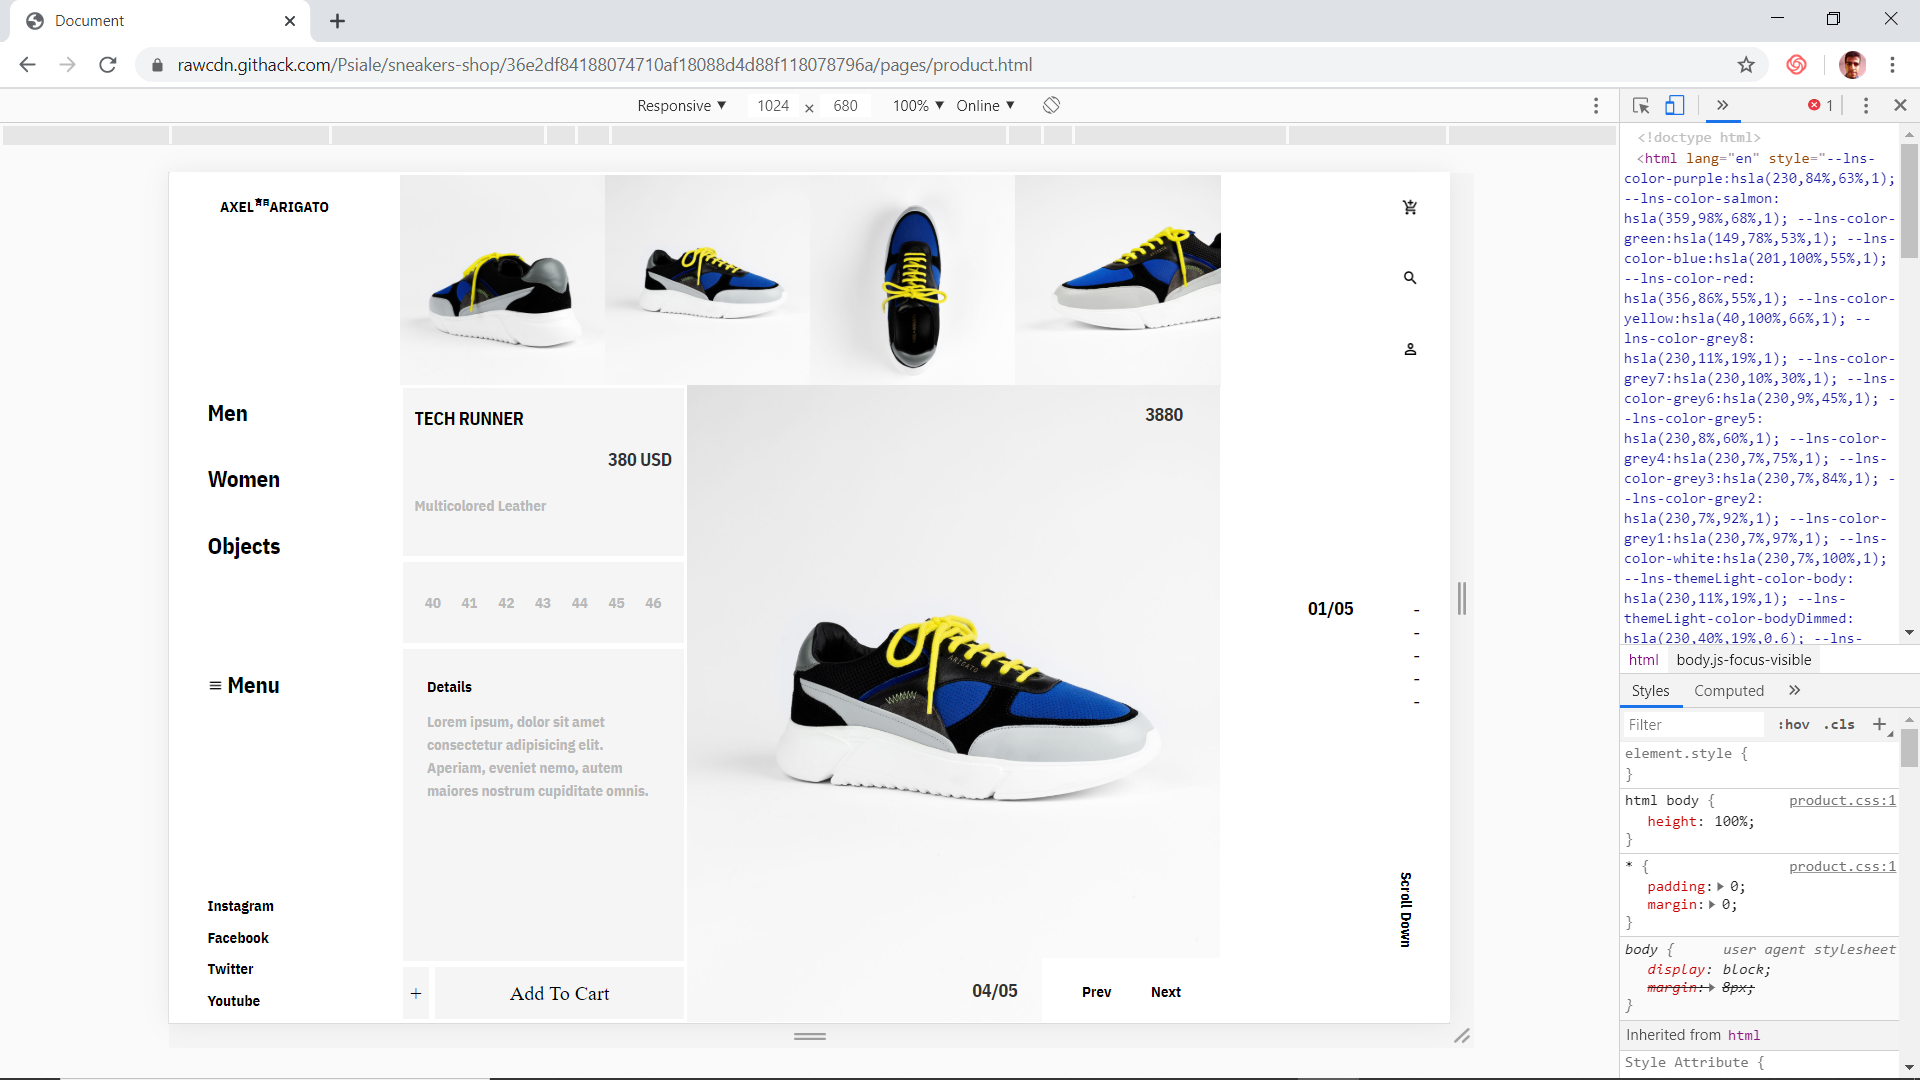 Document
rawcdn.githack.com/Psiale/sneakers-shop/36e2df84188074710af18088d4d88f118078796a/pages/product.html
Responsive ▼ 1024 × 680 100% ▼ Online ▼
1
AXEL ARIGATO
Men
Women
Objects
≡ Menu
Instagram
Facebook
Twitter
Youtube
TECH RUNNER
380 USD
Multicolored Leather
40 41 42 43 44 45 46
Details
Lorem ipsum, dolor sit amet
consectetur adipisicing elit.
Aperiam, eveniet nemo, autem
maiores nostrum cupiditate omnis.
+ Add To Cart
3880
04/05
Prev Next
01/05
-
-
-
-
-
Scroll Down
<!doctype html>
<html lang="en" style="--lns-
color-purple:hsla(230,84%,63%,1);
--lns-color-salmon:
hsla(359,98%,68%,1); --lns-color-
green:hsla(149,78%,53%,1); --lns-
color-blue:hsla(201,100%,55%,1);
--lns-color-red:
hsla(356,86%,55%,1); --lns-color-
yellow:hsla(40,100%,66%,1); --
lns-color-grey8:
hsla(230,11%,19%,1); --lns-color-
grey7:hsla(230,10%,30%,1); --lns-
color-grey6:hsla(230,9%,45%,1); -
-lns-color-grey5:
hsla(230,8%,60%,1); --lns-color-
grey4:hsla(230,7%,75%,1); --lns-
color-grey3:hsla(230,7%,84%,1); -
-lns-color-grey2:
hsla(230,7%,92%,1); --lns-color-
grey1:hsla(230,7%,97%,1); --lns-
color-white:hsla(230,7%,100%,1);
--lns-themeLight-color-body:
hsla(230,11%,19%,1); --lns-
themeLight-color-bodyDimmed:
hsla(230,40%,19%,0.6); --lns-
html body.js-focus-visible
Styles Computed »
Filter :hov .cls +
element.style {
}
html body { product.css:1
height: 100%;
}
* { product.css:1
padding:▶ 0;
margin:▶ 0;
}
body { user agent stylesheet
display: block;
margin:▶ 8px;
}
Inherited from html
Style Attribute {